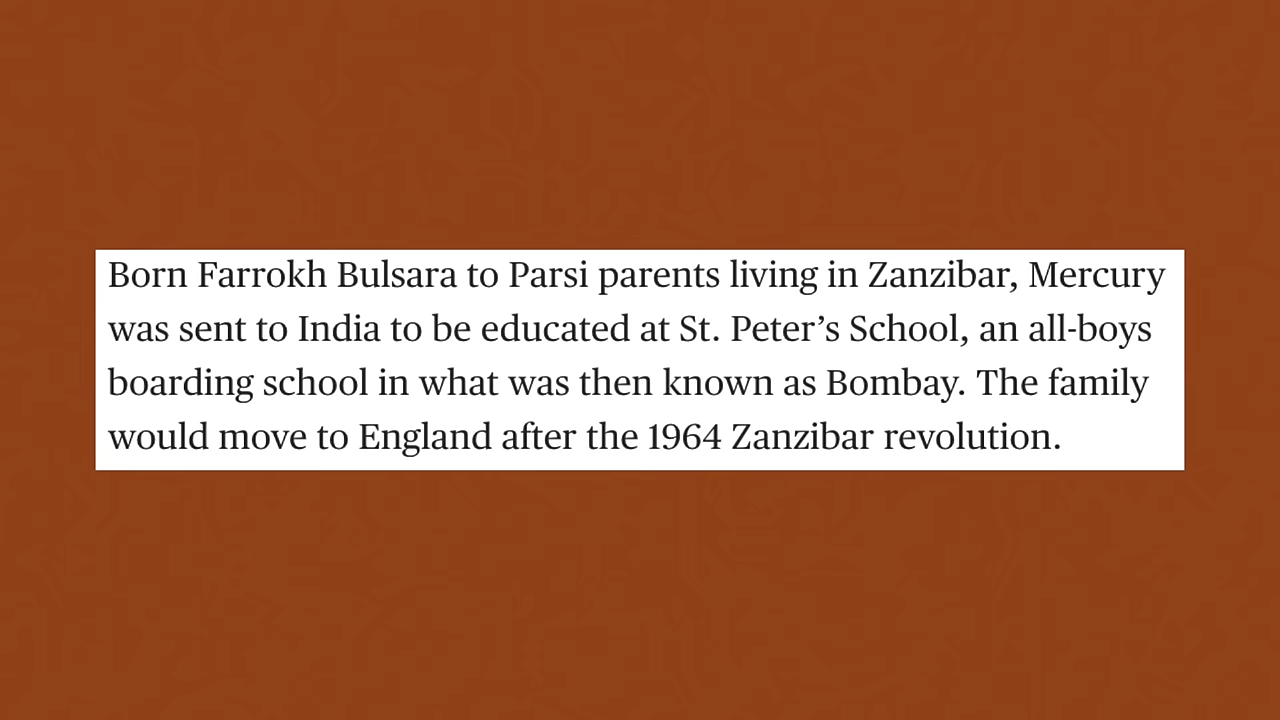 Born Farrokh Bulsara to Parsi parents living in Zanzibar, Mercury
was sent to India to be educated at St. Peter’s School, an all-boys
boarding school in what was then known as Bombay. The family
would move to England after the 1964 Zanzibar revolution.